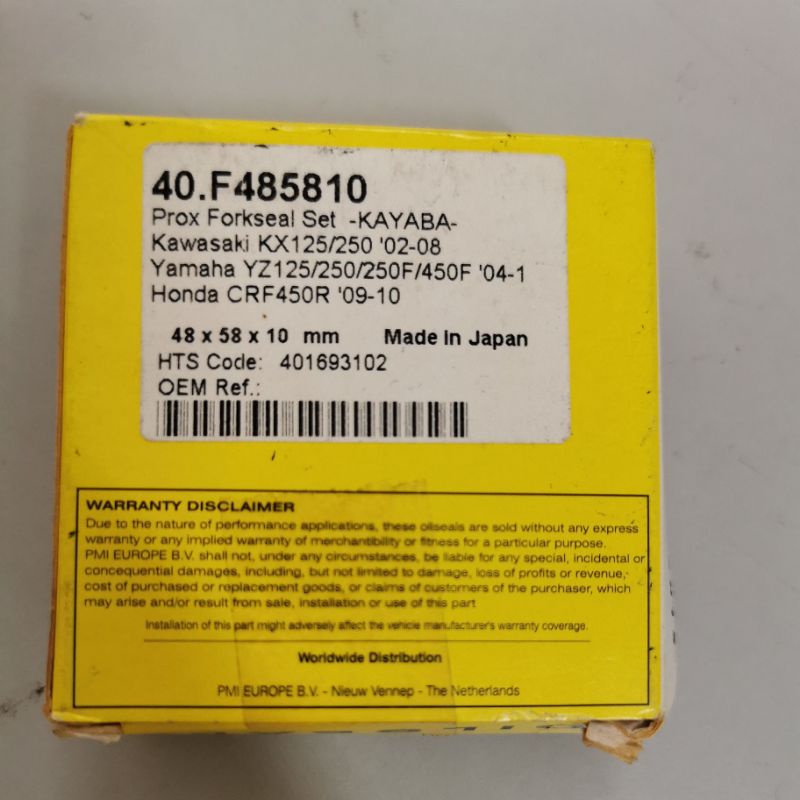 40.F485810
Prox Forkseal Set -KAYABA-
Kawasaki KX125/250 '02-08
Yamaha YZ125/250/250F/450F '04-1
Honda CRF450R '09-10
48 x 58 x 10 mm Made In Japan
HTS Code: 401693102
OEM Ref.:
WARRANTY DISCLAIMER
Due to the nature of performance applications, these oilseals are sold without any express
warranty or any implied warranty of merchantibility or fitness for a particular purpose.
PMI EUROPE B.V. shall not, under any circumstances, be liable for any special, incidental or
concequential damages, including, but not limited to damage, loss of profits or revenue,
cost of purchased or replacement goods, or claims of customers of the purchaser, which
may arise and/or result from sale, installation or use of this part
Installation of this part might adversely affect the vehicle manufacturer's warranty coverage.
Worldwide Distribution
PMI EUROPE B.V. - Nieuw Vennep - The Netherlands